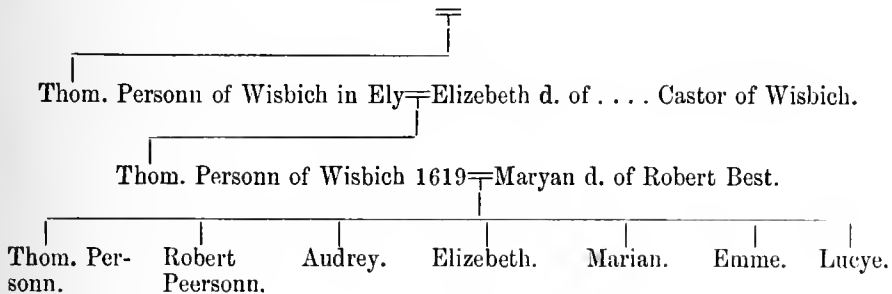 Thom. Personn of Wisbich in Ely Elizebeth d. of . . . . Castor of Wisbich.
Thom. Personn of Wisbich 1619 Maryan d. of Robert Best.
Thom. Per- Robert Audrey. Elizebeth. Marian. Emme. Lucye.
sonn. Peersonn.